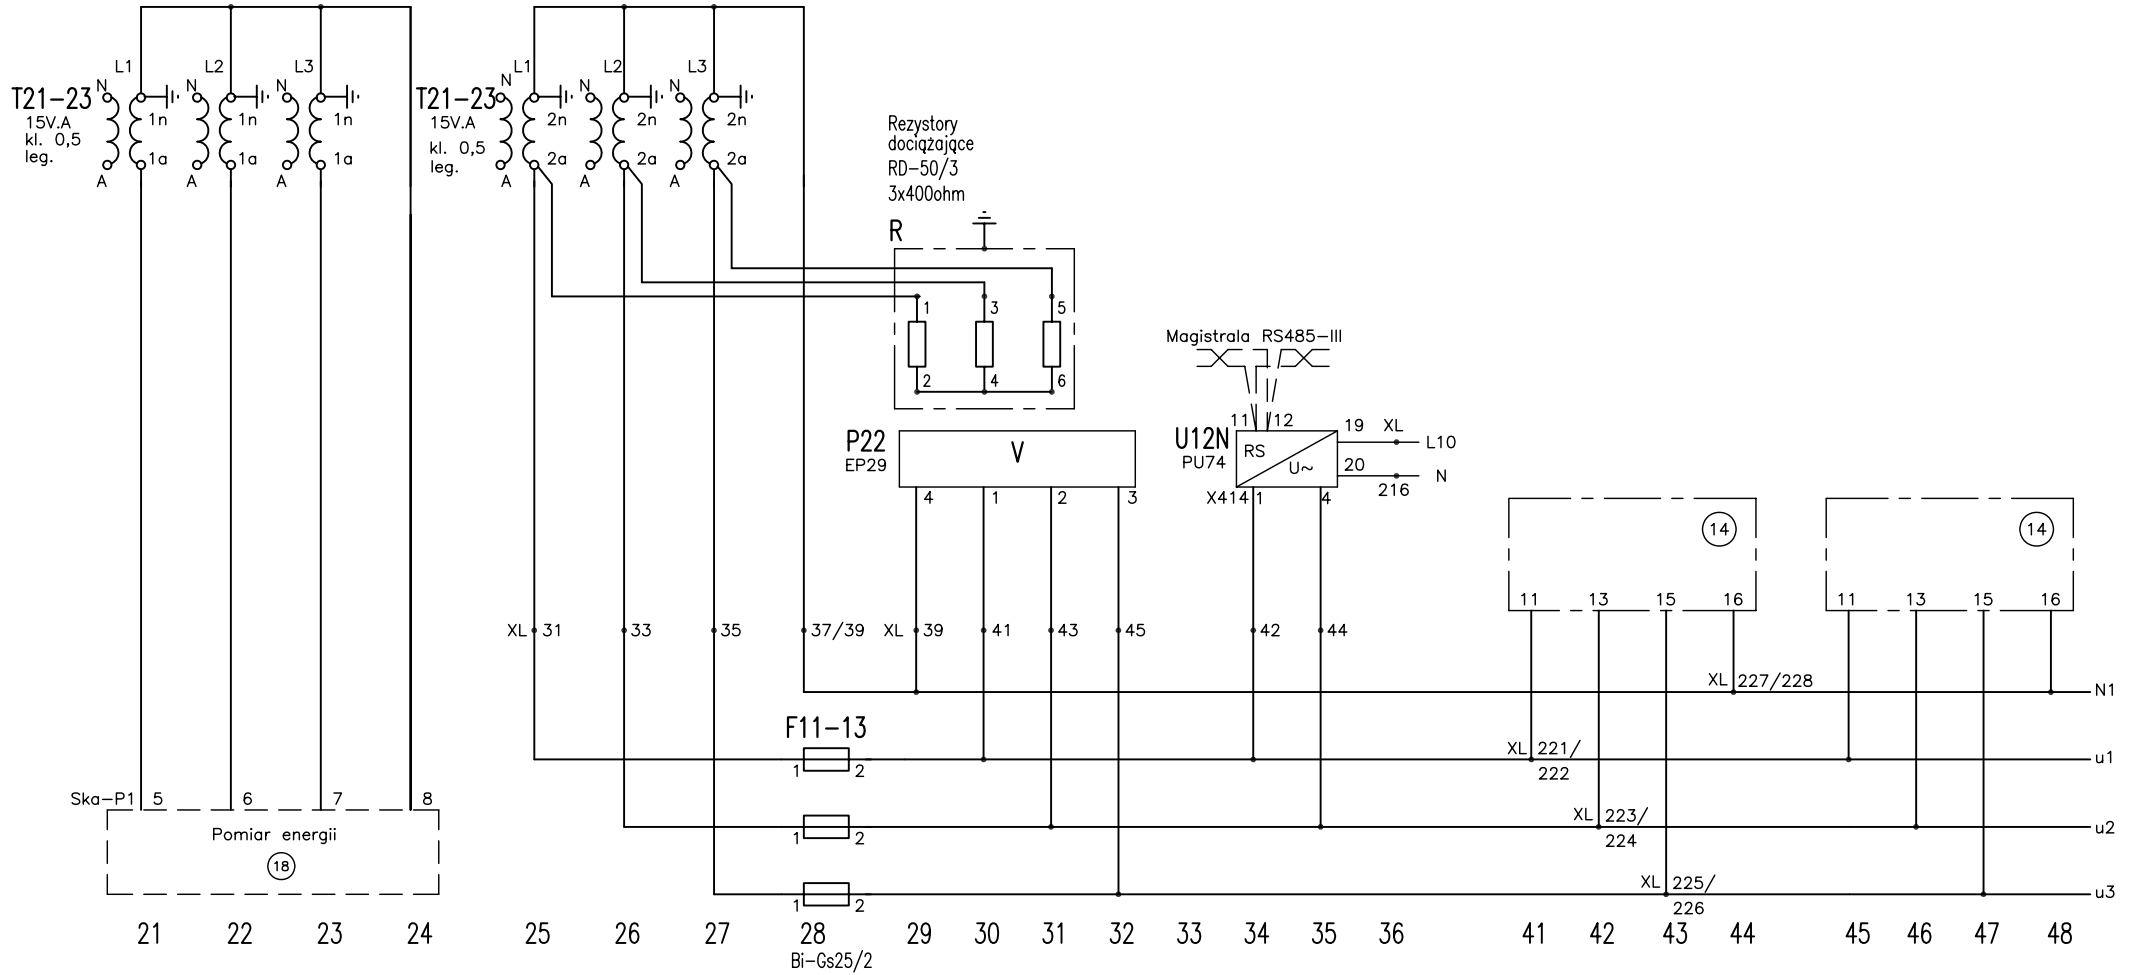 L1 L2 L3
N N N
T21-23
15V.A
kl. 0,5
leg.
1n 1n 1n
1a 1a 1a
A A A
L1 L2 L3
N N N
T21-23
15V.A
kl. 0,5
leg.
2n 2n 2n
2a 2a 2a
A A A
Rezystory
dociążające
RD-50/3
3x400ohm
R
1 3 5
2 4 6
Magistrala RS485-III
P22
EP29
V
4 1 2 3
11 12
U12N
PU74
RS
U~
19 XL L10
20 N
216
X414 1 4
14 14
11 13 15 16 11 13 15 16
XL 31 33 35 37/39 XL 39 41 43 45 42 44
XL 227/228 N1
F11-13
1 2
XL 221/
222
u1
1 2
XL 223/
224
u2
1 2
XL 225/
226
u3
Ska-P1 5 6 7 8
Pomiar energii
18
21 22 23 24 25 26 27 28 29 30 31 32 33 34 35 36 41 42 43 44 45 46 47 48
Bi-Gs25/2